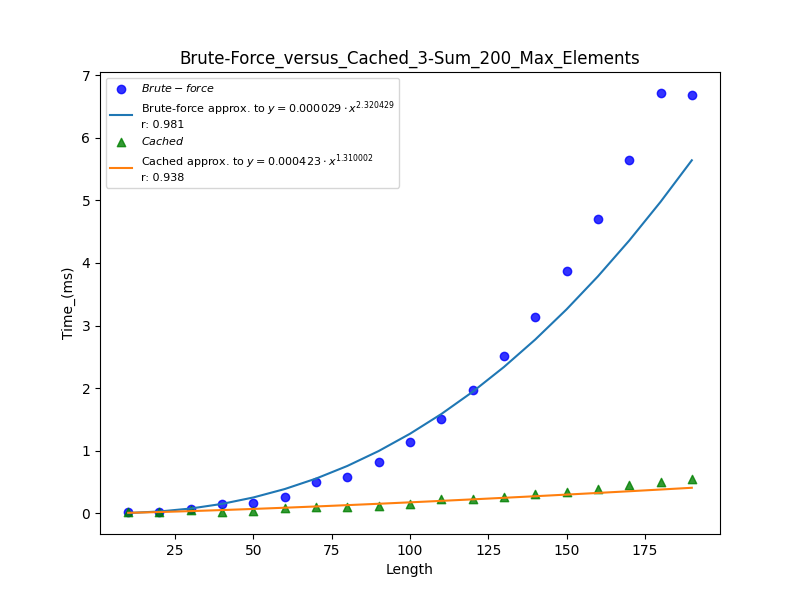 Brute-Force_versus_Cached_3-Sum_200_Max_Elements
Brute − force
Brute-force approx. to y = 0.000029 · x^2.320429
r: 0.981
Cached
Cached approx. to y = 0.000423 · x^1.310002
r: 0.938
7
6
5
4
3
2
1
0
Time_(ms)
25 50 75 100 125 150 175
Length